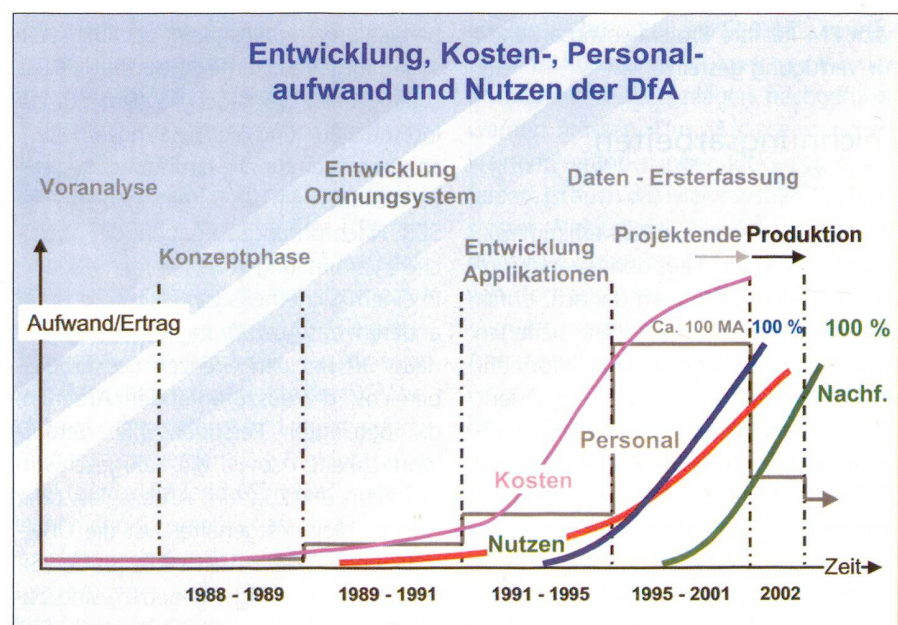 Entwicklung, Kosten-, Personal-
aufwand und Nutzen der DfA
Voranalyse
Entwicklung
Ordnungsystem
Daten - Ersterfassung
Konzeptphase
Entwicklung
Applikationen
Projektende
Produktion
Aufwand/Ertrag
Ca. 100 MA
100 %
100 %
Nachf.
Personal
Kosten
Nutzen
Zeit
1988 - 1989
1989 - 1991
1991 - 1995
1995 - 2001
2002